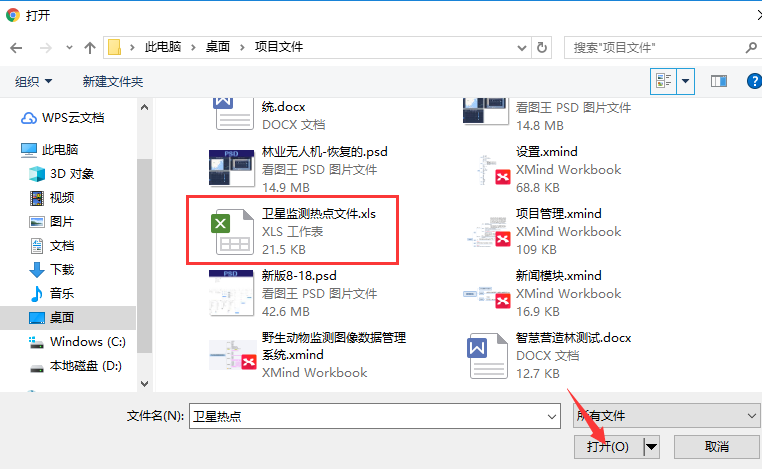 打开
此电脑 > 桌面 > 项目文件
搜索"项目文件"
组织
新建文件夹
?
WPS云文档
此电脑
3D 对象
视频
图片
文档
下载
音乐
桌面
Windows (C:)
本地磁盘 (D:)
统.docx
DOCX 文档
看图王 PSD 图片文件
14.8 MB
PSD
林业无人机-恢复的.psd
看图王 PSD 图片文件
14.9 MB
设置.xmind
XMind Workbook
68.8 KB
卫星监测热点文件.xls
XLS 工作表
21.5 KB
项目管理.xmind
XMind Workbook
109 KB
PSD
新版8-18.psd
看图王 PSD 图片文件
42.6 MB
新闻模块.xmind
XMind Workbook
16.9 KB
野生动物监测图像数据管理
系统.xmind
XMind Workbook
智慧营造林测试.docx
DOCX 文档
12.7 KB
文件名(N):
卫星热点
所有文件
打开(O)
取消